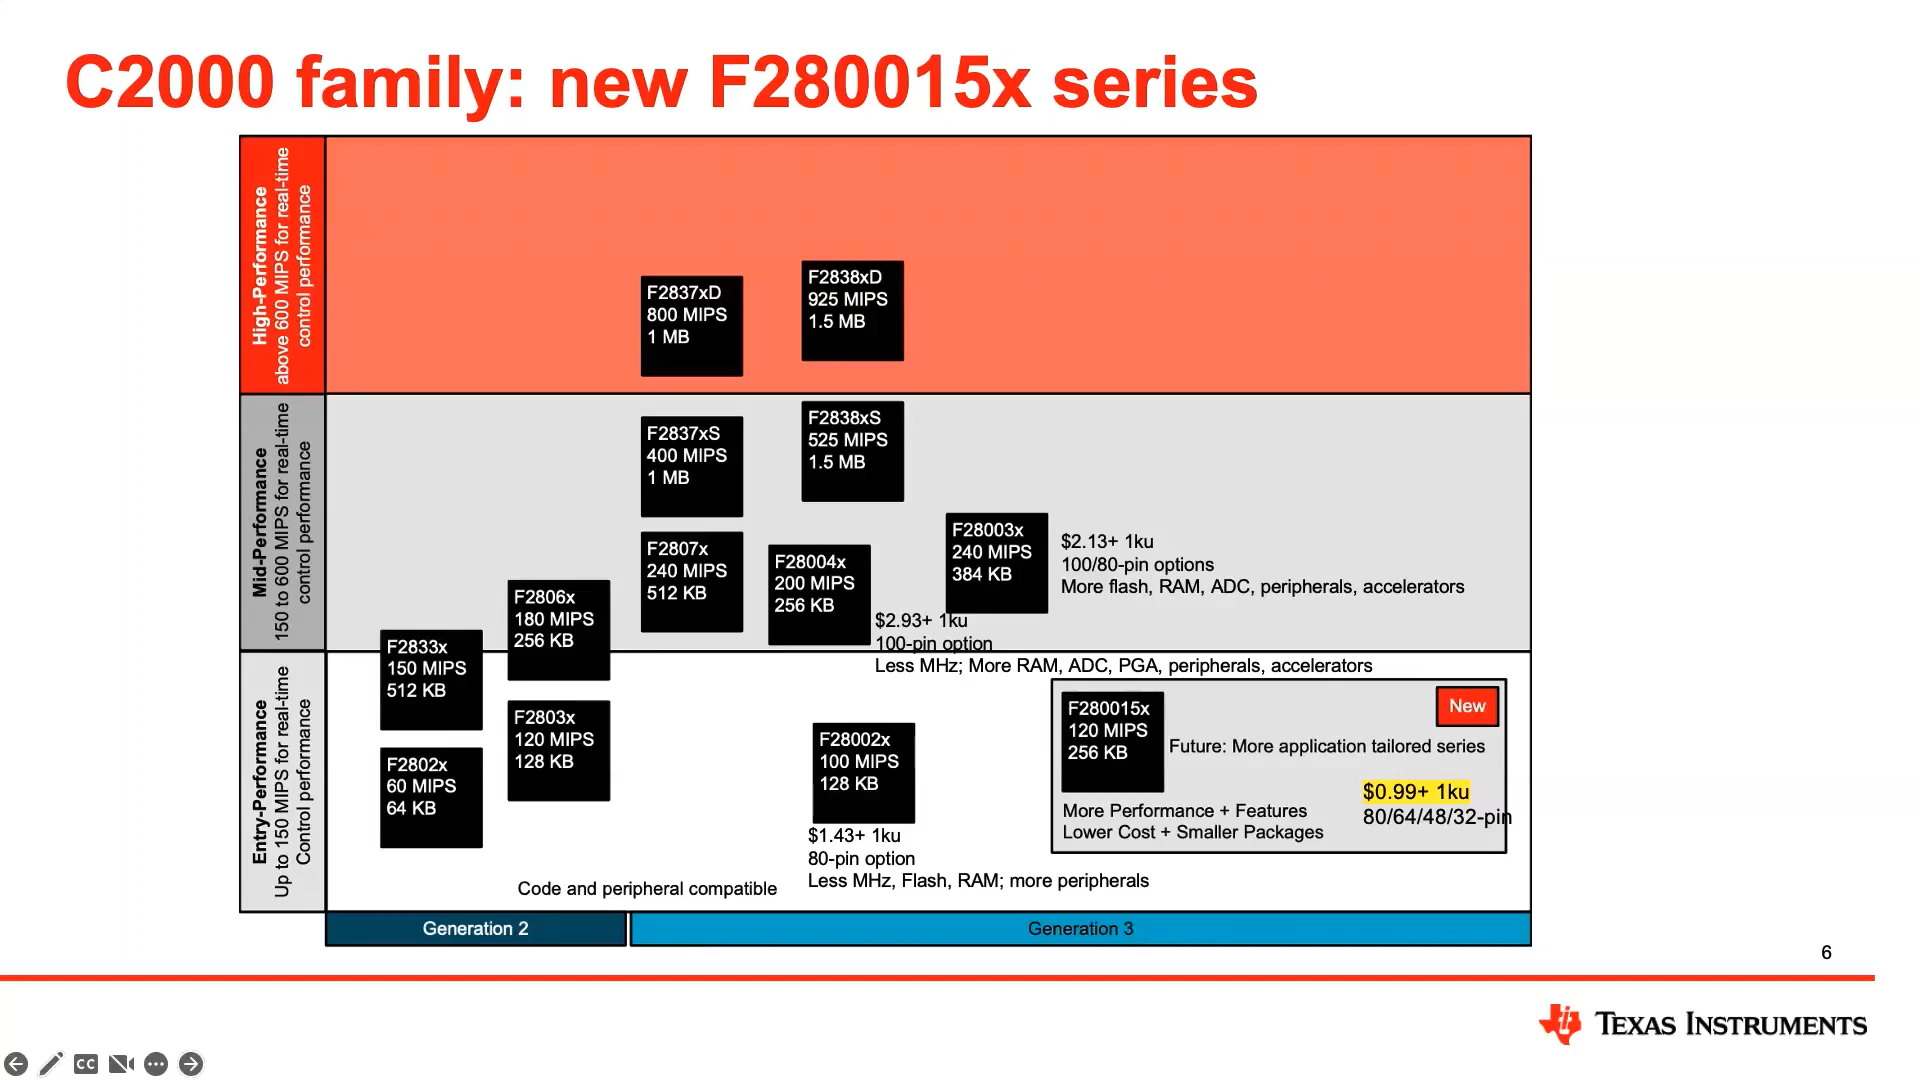 C2000 family: new F280015x series
High-Performance
above 600 MIPS for real-time
control performance
F2837xD
800 MIPS
1 MB
F2838xD
925 MIPS
1.5 MB
Mid-Performance
150 to 600 MIPS for real-time
control performance
F2837xS
400 MIPS
1 MB
F2838xS
525 MIPS
1.5 MB
F2807x
240 MIPS
512 KB
F28004x
200 MIPS
256 KB
$2.93+ 1ku
100-pin option
Less MHz; More RAM, ADC, PGA, peripherals, accelerators
F28003x
240 MIPS
384 KB
$2.13+ 1ku
100/80-pin options
More flash, RAM, ADC, peripherals, accelerators
F2806x
180 MIPS
256 KB
F2833x
150 MIPS
512 KB
Entry-Performance
Up to 150 MIPS for real-time
Control performance
F2803x
120 MIPS
128 KB
F2802x
60 MIPS
64 KB
F28002x
100 MIPS
128 KB
$1.43+ 1ku
80-pin option
Less MHz, Flash, RAM; more peripherals
F280015x
120 MIPS
256 KB
New
Future: More application tailored series
More Performance + Features
Lower Cost + Smaller Packages
$0.99+ 1ku
80/64/48/32-pin
Code and peripheral compatible
Generation 2
Generation 3
6
TEXAS INSTRUMENTS
CC